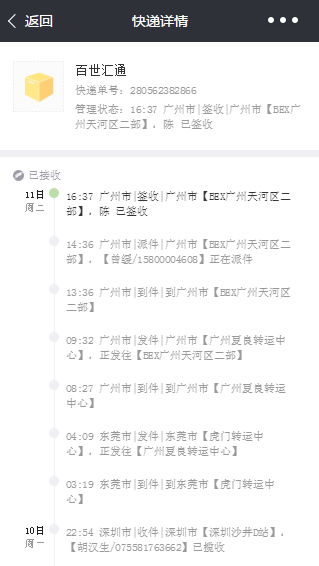 返回
快递详情
百世汇通
快递单号：280562382866
管理状态：16:37 广州市|签收|广州市【BEX广
州天河区二部】，陈 已签收
已接收
11日
周二
16:37 广州市|签收|广州市【BEX广州天河区二
部】，陈 已签收
14:36 广州市|派件|广州市【BEX广州天河区二
部】，【曾缓/15800004608】正在派件
13:36 广州市|到件|到广州市【BEX广州天河区
二部】
09:32 广州市|发件|广州市【广州夏良转运中
心】，正发往【BEX广州天河区二部】
08:27 广州市|到件|到广州市【广州夏良转运
中心】
04:09 东莞市|发件|东莞市【虎门转运中
心】，正发往【广州夏良转运中心】
03:19 东莞市|到件|到东莞市【虎门转运中
心】
10日
周一
22:54 深圳市|收件|深圳市【深圳沙井D站】，
【胡汉生/075581763662】已揽收